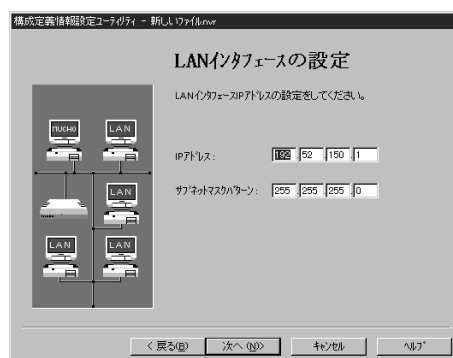 構成定義情報設定ユーティリティ - 新しいファイル.nvr
LANインタフェースの設定
LANインタフェースIPアドレスの設定をしてください。
MUCHO
LAN
LAN
LAN
LAN
IPアドレス :
192 .52 .150 .1
サブネットマスクパターン :
255 .255 .255 .0
< 戻る(B)
次へ (N)>
キャンセル
ヘルプ